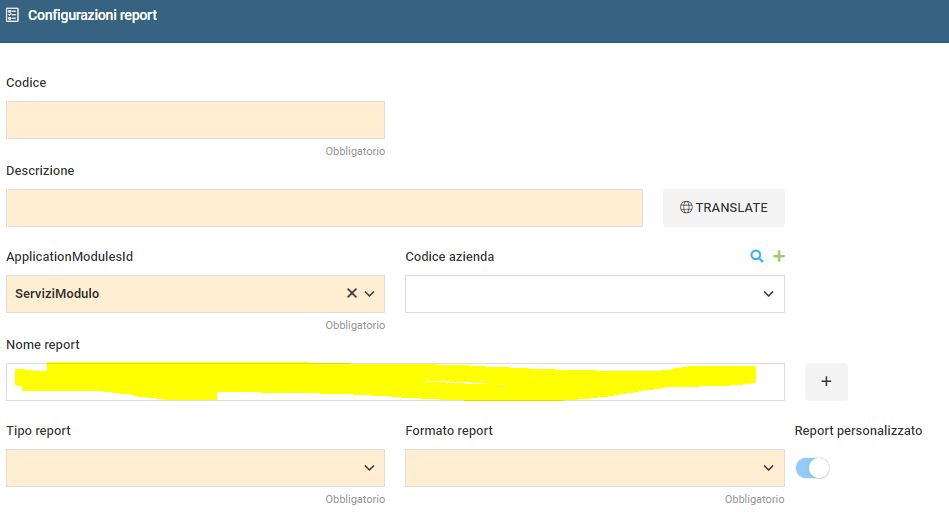 Configurazioni report
Codice
Obbligatorio
Descrizione
TRANSLATE
Obbligatorio
ApplicationModulesId
Codice azienda
ServiziModulo
Obbligatorio
Nome report
Tipo report
Formato report
Report personalizzato
Obbligatorio
Obbligatorio